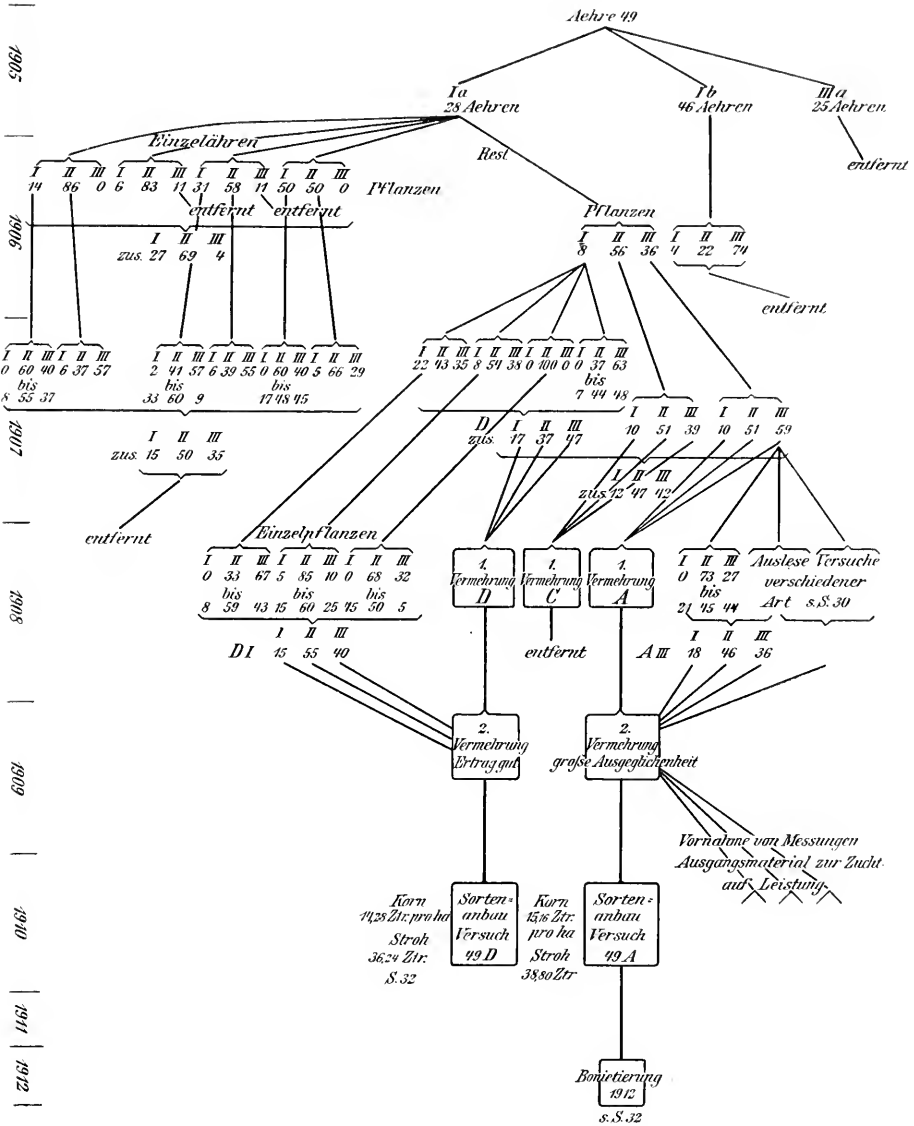 Aehre 49
1905
Ia Ib IIIa
28 Aehren 46 Aehren 25 Aehren
Einzelähren
Rest
entfernt
I II III I II III I II III I II III
14 86 0 6 83 11 31 58 11 50 50 0 Pflanzen
entfernt entfernt
Pflanzen
1906
I II III
zus. 27 69 4
I II III I II III
8 56 36 4 22 74
entfernt
I II III I II III I II III I II III I II III I II III
0 60 40 6 37 57 2 41 57 6 39 55 0 60 40 5 66 29
bis bis bis
8 55 37 33 60 9 17 48 45
I II III I II III I II III I II III
22 43 35 8 54 38 0 100 0 0 37 63
bis
7 44 48
1907
D I II III
zus. 17 37 47
I II III I II III
10 51 39 10 51 59
I II III
zus. 15 50 35
I II III
zus. 12 47 42
entfernt
Einzelpflanzen
I II III I II III I II III
0 33 67 5 85 10 0 68 32
bis bis bis
8 59 43 15 60 25 45 50 5
1.
Vermehrung
D
1.
Vermehrung
C
1.
Vermehrung
A
I II III
0 73 27
bis
21 45 44
Auslese Versuche
verschiedener
Art s.S. 30
1908
I II III
D I 15 55 40
entfernt
I II III
A III 18 46 36
2.
Vermehrung
Ertrag gut
2.
Vermehrung
große Ausgeglichenheit
1909
Vornahme von Messungen
Ausgangsmaterial zur Zucht-
auf Leistung
1910
Korn
14,28 Ztr. pro ha
Stroh
36,24 Ztr.
S. 32
Sorten=
anbau
Versuch
49 D
Korn
15,16 Ztr.
pro ha
Stroh
38,80 Ztr
Sorten=
anbau
Versuch
49 A
1911
1912
Bonietierung
1912
s. S. 32